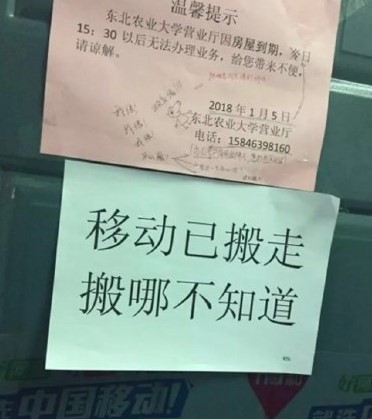 温馨提示
东北农业大学营业厅因房屋到期，今日
15：30 以后无法办理业务，给您带来不便，
请谅解。
2018 年 1 月 5 日
东北农业大学营业厅
电话：15846398160
移动已搬走
搬哪不知道
中国移动!